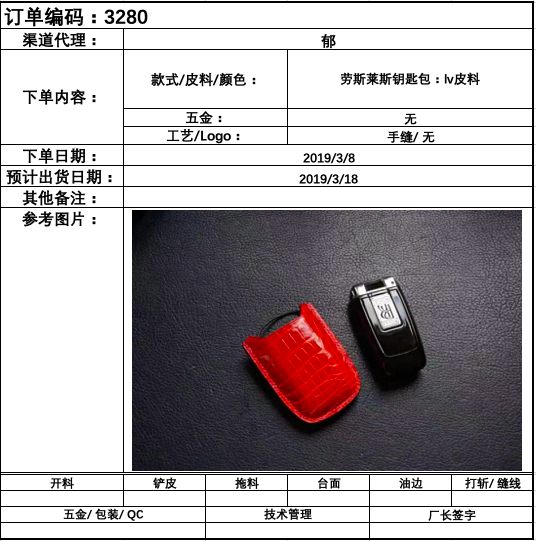 订单编码：3280
渠道代理： 郁
下单内容： 款式/皮料/颜色： 劳斯莱斯钥匙包：lv皮料
五金： 无
工艺/Logo： 手缝/ 无
下单日期： 2019/3/8
预计出货日期： 2019/3/18
其他备注：
参考图片：
开料 铲皮 拖料 台面 油边 打斩/ 缝线
五金/ 包装/ QC 技术管理 厂长签字